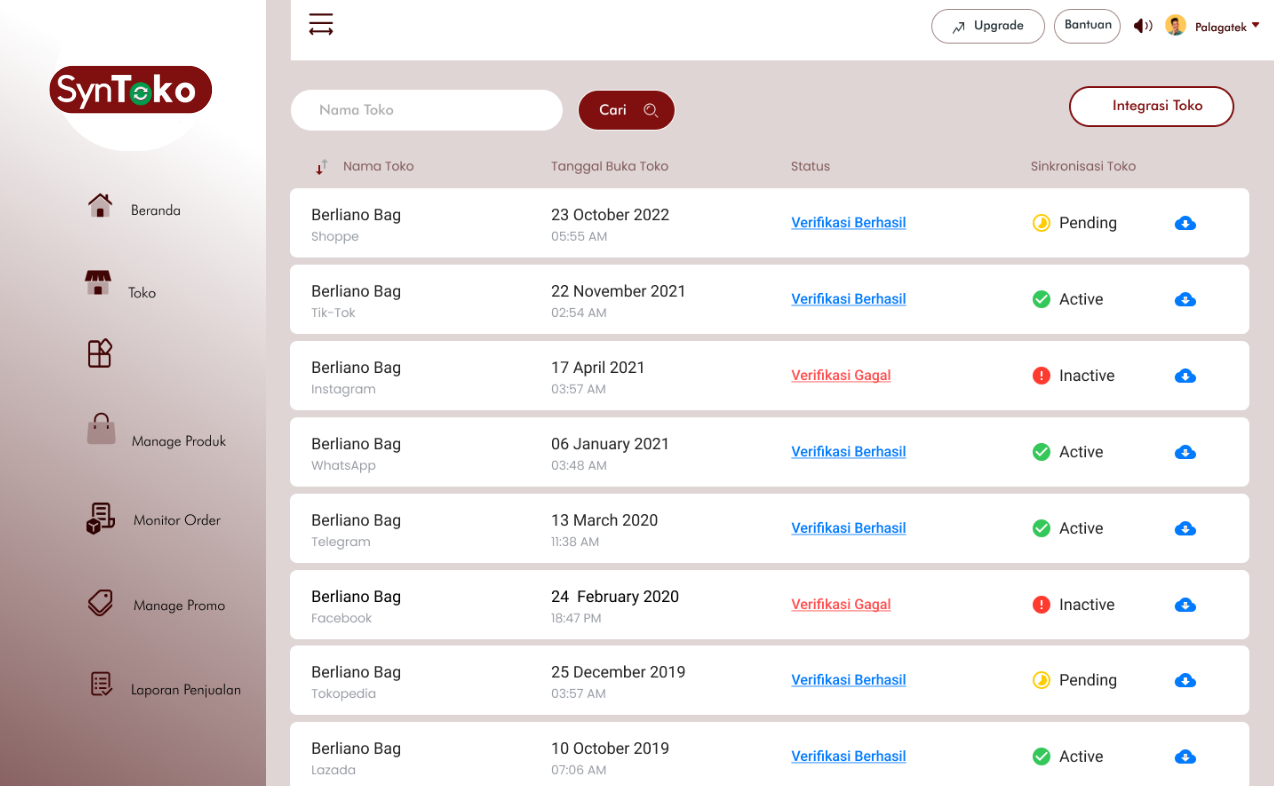 Upgrade
Bantuan
Palagatek
SynToko
Nama Toko
Cari
Integrasi Toko
Beranda
Toko
Manage Produk
Monitor Order
Manage Promo
Laporan Penjualan
Nama Toko Tanggal Buka Toko Status Sinkronisasi Toko
Berliano Bag 23 October 2022 Verifikasi Berhasil Pending
Shoppe 05:55 AM
Berliano Bag 22 November 2021 Verifikasi Berhasil Active
Tik-Tok 02:54 AM
Berliano Bag 17 April 2021 Verifikasi Gagal Inactive
Instagram 03:57 AM
Berliano Bag 06 January 2021 Verifikasi Berhasil Active
WhatsApp 03:48 AM
Berliano Bag 13 March 2020 Verifikasi Berhasil Active
Telegram 11:38 AM
Berliano Bag 24 February 2020 Verifikasi Gagal Inactive
Facebook 18:47 PM
Berliano Bag 25 December 2019 Verifikasi Berhasil Pending
Tokopedia 03:57 AM
Berliano Bag 10 October 2019 Verifikasi Berhasil Active
Lazada 07:06 AM